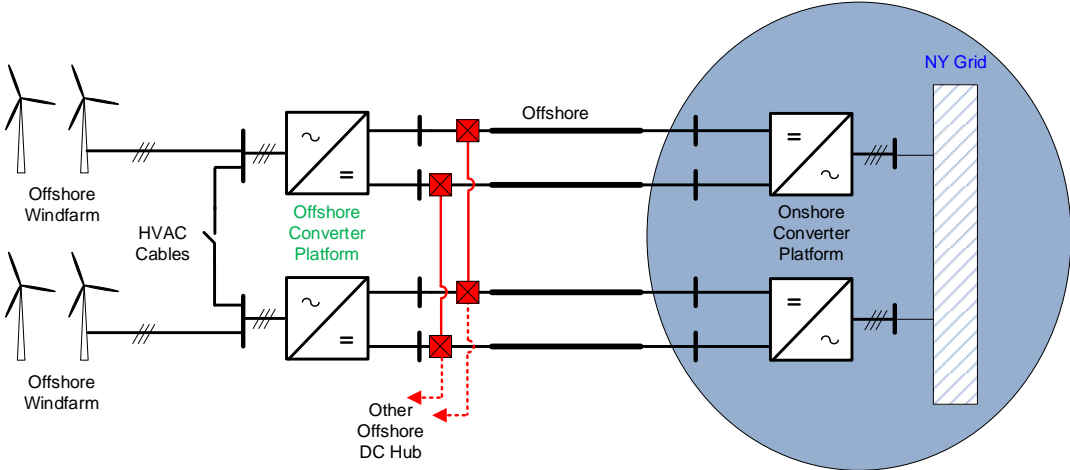 NY Grid
Offshore
Offshore
Windfarm
Offshore
Converter
Platform
HVAC
Cables
Onshore
Converter
Platform
Offshore
Windfarm
Other
Offshore
DC Hub